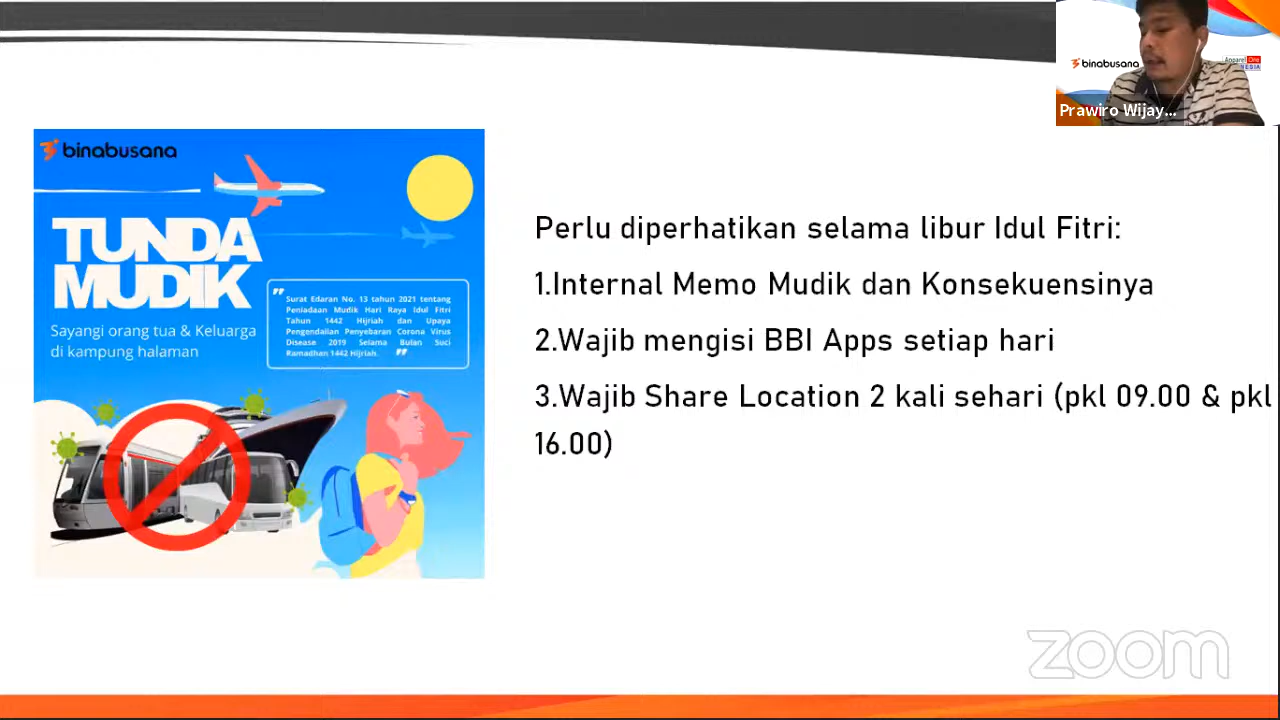 binabusana
Apparel One
Prawiro Wijay...
binabusana
TUNDA
MUDIK
Sayangi orang tua & Keluarga
di kampung halaman
" Surat Edaran No. 13 tahun 2021 tentang
Peniadaan Mudik Hari Raya Idul Fitri
Tahun 1442 Hijriah dan Upaya
Pengendalian Penyebaran Corona Virus
Disease 2019 Selama Bulan Suci
Ramadhan 1442 Hijriah. "
Perlu diperhatikan selama libur Idul Fitri:
1.Internal Memo Mudik dan Konsekuensinya
2.Wajib mengisi BBI Apps setiap hari
3.Wajib Share Location 2 kali sehari (pkl 09.00 & pkl
16.00)
zoom